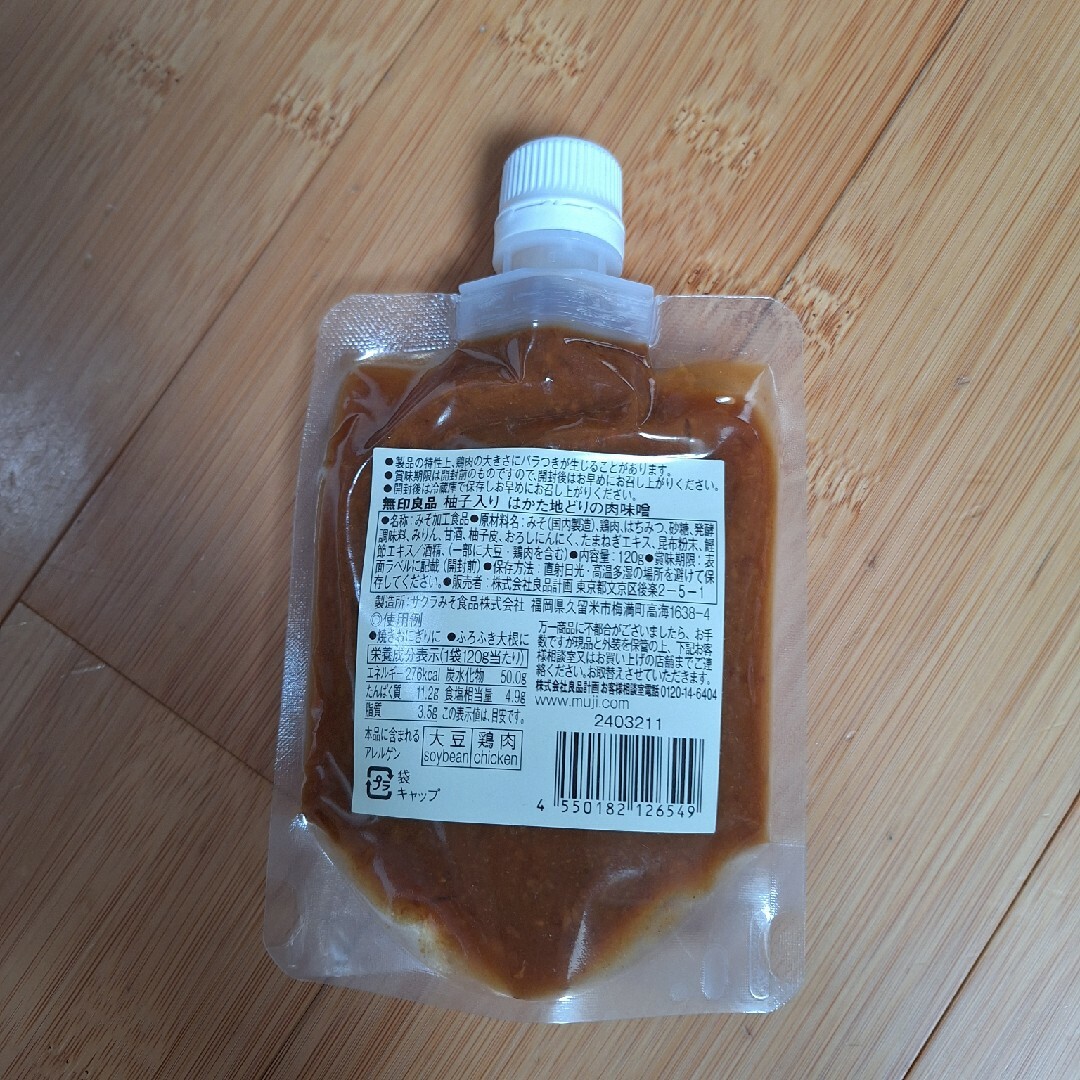 ●製品の特性上、鶏肉の大きさにバラつきが生じることがあります。
●賞味期限は開封前のものですので、開封後はお早めにお召し上がりください。
●開封後は冷蔵庫で保存しお早めにお召し上がりください。
無印良品 柚子入り はかた地どりの肉味噌
●名称：みそ加工食品●原材料名：みそ(国内製造)、鶏肉、はちみつ、砂糖、発酵
調味料、みりん、甘酒、柚子皮、おろしにんにく、たまねぎエキス、昆布粉末、鰹
節エキス／酒精、(一部に大豆・鶏肉を含む)●内容量：120g●賞味期限：表
面ラベルに記載(開封前)●保存方法：直射日光・高温多湿の場所を避けて保
存してください。●販売者：株式会社良品計画 東京都文京区後楽2−5−1
製造所：サクラみそ食品株式会社 福岡県久留米市梅満町高海1638-4
◎使用例
●焼きおにぎりに ●ふろふき大根に
栄養成分表示(1袋120g当たり)
エネルギー 276kcal 炭水化物 50.0g
たんぱく質 11.2g 食塩相当量 4.9g
脂質 3.5g この表示値は、目安です。
本品に含まれる
アレルゲン
大豆 鶏肉
soybean chicken
プラ
袋
キャップ
万一商品に不都合がございましたら、お手
数ですが現品と外装を保管の上、下記お客
様相談室又はお買い上げの店舗までご連
絡ください。お取替えさせていただきます。
株式会社良品計画 お客様相談室電話 0120-14-6404
www.muji.com
2403211
4 550182 126549